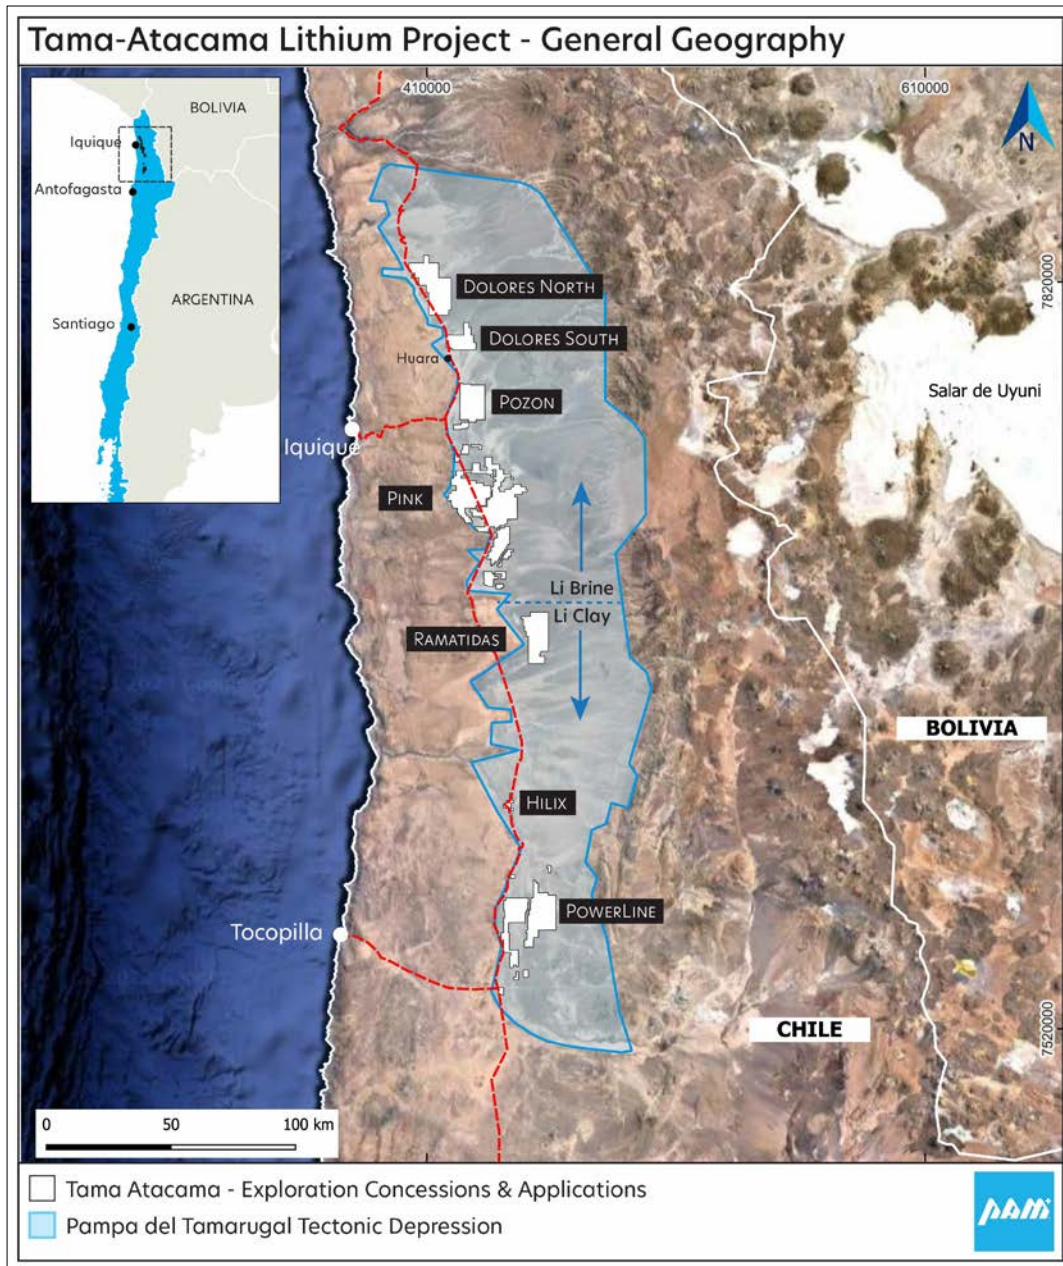 Tama-Atacama Lithium Project - General Geography
410000
610000
BOLIVIA
Iquique
Antofagasta
ARGENTINA
Santiago
N
7820000
DOLORES NORTH
DOLORES SOUTH
Huara
POZON
Salar de Uyuni
Iquique
PINK
Li Brine
Li Clay
RAMATIDAS
BOLIVIA
HILIX
POWERLINE
Tocopilla
CHILE
7520000
0 50 100 km
Tama Atacama - Exploration Concessions & Applications
Pampa del Tamarugal Tectonic Depression
PAM